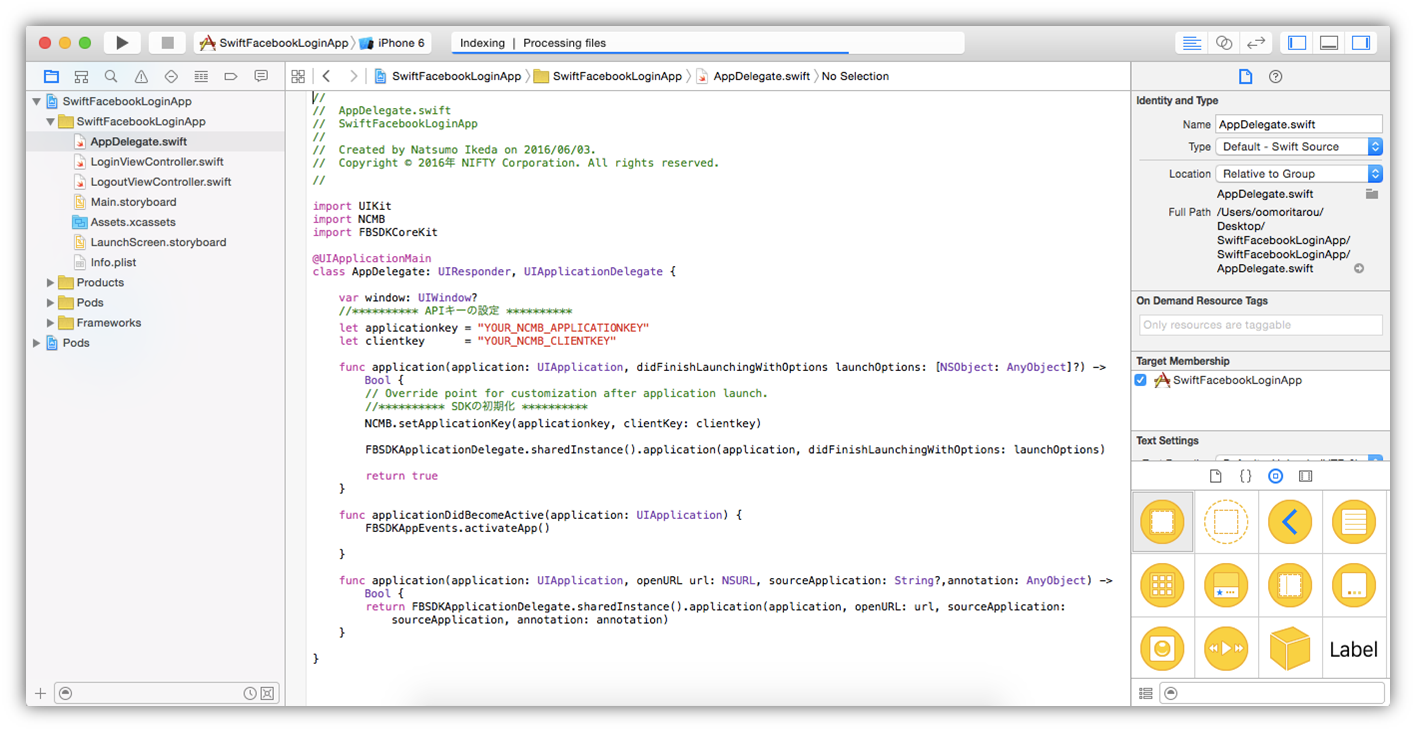 SwiftFacebookLoginApp iPhone 6
Indexing | Processing files
SwiftFacebookLoginApp SwiftFacebookLoginApp AppDelegate.swift No Selection
SwiftFacebookLoginApp
SwiftFacebookLoginApp
AppDelegate.swift
LoginViewController.swift
LogoutViewController.swift
Main.storyboard
Assets.xcassets
LaunchScreen.storyboard
Info.plist
Products
Pods
Frameworks
Pods
//
// AppDelegate.swift
// SwiftFacebookLoginApp
//
// Created by Natsumo Ikeda on 2016/06/03.
// Copyright © 2016年 NIFTY Corporation. All rights reserved.
//
import UIKit
import NCMB
import FBSDKCoreKit
@UIApplicationMain
class AppDelegate: UIResponder, UIApplicationDelegate {
var window: UIWindow?
//********** APIキーの設定 **********
let applicationkey = "YOUR_NCMB_APPLICATIONKEY"
let clientkey = "YOUR_NCMB_CLIENTKEY"
func application(application: UIApplication, didFinishLaunchingWithOptions launchOptions: [NSObject: AnyObject]?) ->
Bool {
// Override point for customization after application launch.
//********** SDKの初期化 **********
NCMB.setApplicationKey(applicationkey, clientKey: clientkey)
FBSDKApplicationDelegate.sharedInstance().application(application, didFinishLaunchingWithOptions: launchOptions)
return true
}
func applicationDidBecomeActive(application: UIApplication) {
FBSDKAppEvents.activateApp()
}
func application(application: UIApplication, openURL url: NSURL, sourceApplication: String?,annotation: AnyObject) ->
Bool {
return FBSDKApplicationDelegate.sharedInstance().application(application, openURL: url, sourceApplication:
sourceApplication, annotation: annotation)
}
}
Identity and Type
Name AppDelegate.swift
Type Default - Swift Source
Location Relative to Group
AppDelegate.swift
Full Path /Users/oomoritarou/
Desktop/
SwiftFacebookLoginApp/
SwiftFacebookLoginApp/
AppDelegate.swift
On Demand Resource Tags
Only resources are taggable
Target Membership
SwiftFacebookLoginApp
Text Settings
{}
Label